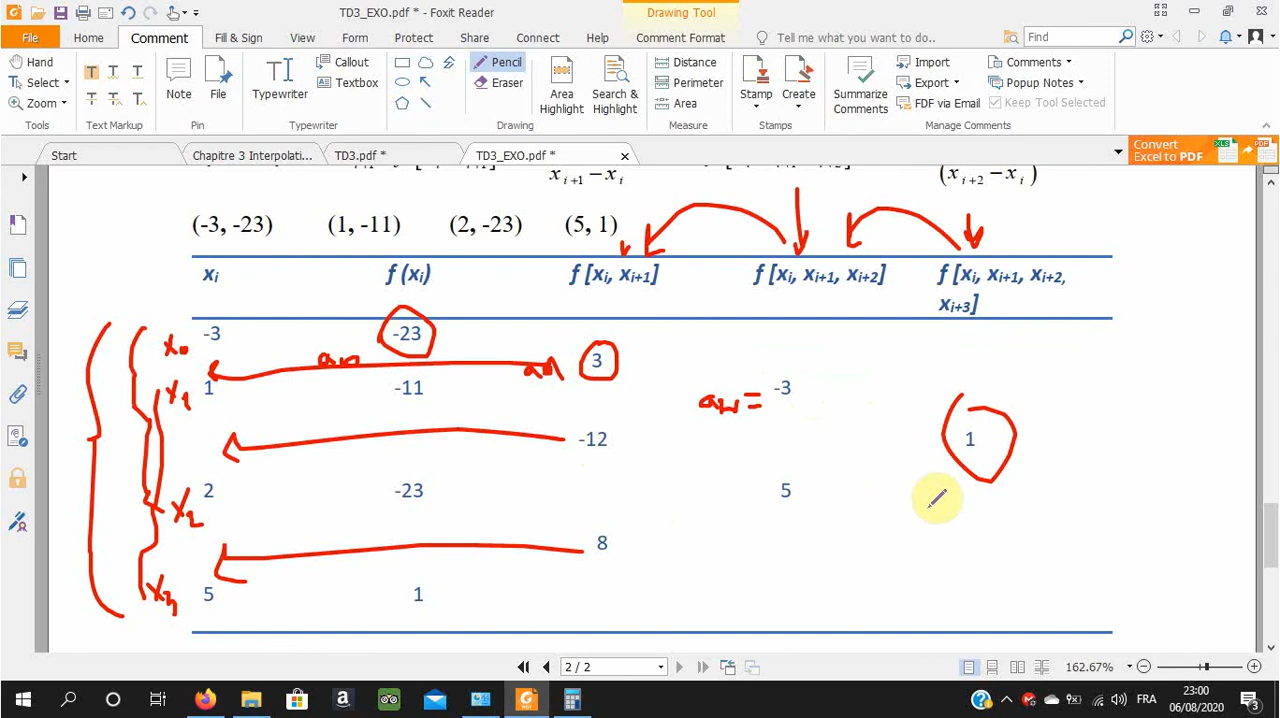 TD3_EXO.pdf * - Foxit Reader
Drawing Tool
File Home Comment Fill & Sign View Form Protect Share Connect Help Comment Format Tell me what you want to do.. Find
Hand
Select
Zoom
Tools
Text Markup
Note
File
Pin
Typewriter
Callout
Textbox
Typewriter
Pencil
Eraser
Drawing
Area Highlight
Search & Highlight
Distance
Perimeter
Area
Measure
Stamp
Create
Stamps
Summarize Comments
Import
Export
FDF via Email
Comments
Popup Notes
Keep Tool Selected
Manage Comments
Start Chapitre 3 Interpolati... TD3.pdf * TD3_EXO.pdf *
Convert Excel to PDF
x i+1 − x i (x i+2 − x i)
(-3, -23) (1, -11) (2, -23) (5, 1)
xi f (xi) f [xi, xi+1] f [xi, xi+1, xi+2] f [xi, xi+1, xi+2, xi+3]
x0 -3 -23
3
x1 1 -11 -3
-12 1
x2 2 -23 5
8
x3 5 1
2 / 2 162.67%
FRA 23:00
06/08/2020